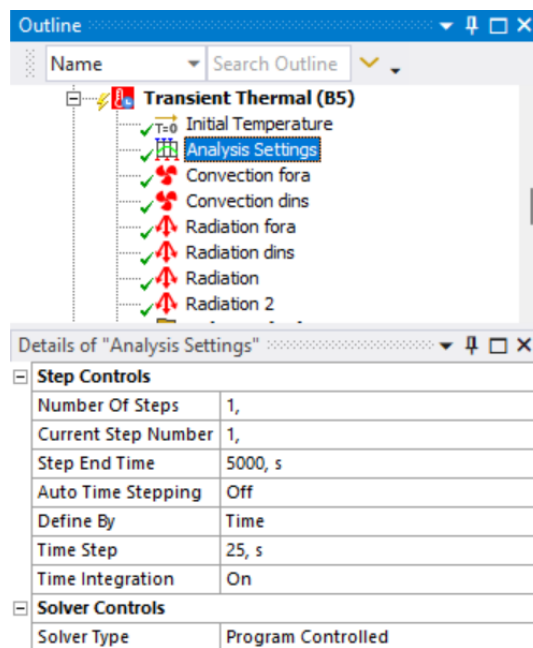 Outline
Name Search Outline
Transient Thermal (B5)
T=0 Initial Temperature
Analysis Settings
Convection fora
Convection dins
Radiation fora
Radiation dins
Radiation
Radiation 2
Details of "Analysis Settings"
Step Controls
Number Of Steps 1,
Current Step Number 1,
Step End Time 5000, s
Auto Time Stepping Off
Define By Time
Time Step 25, s
Time Integration On
Solver Controls
Solver Type Program Controlled